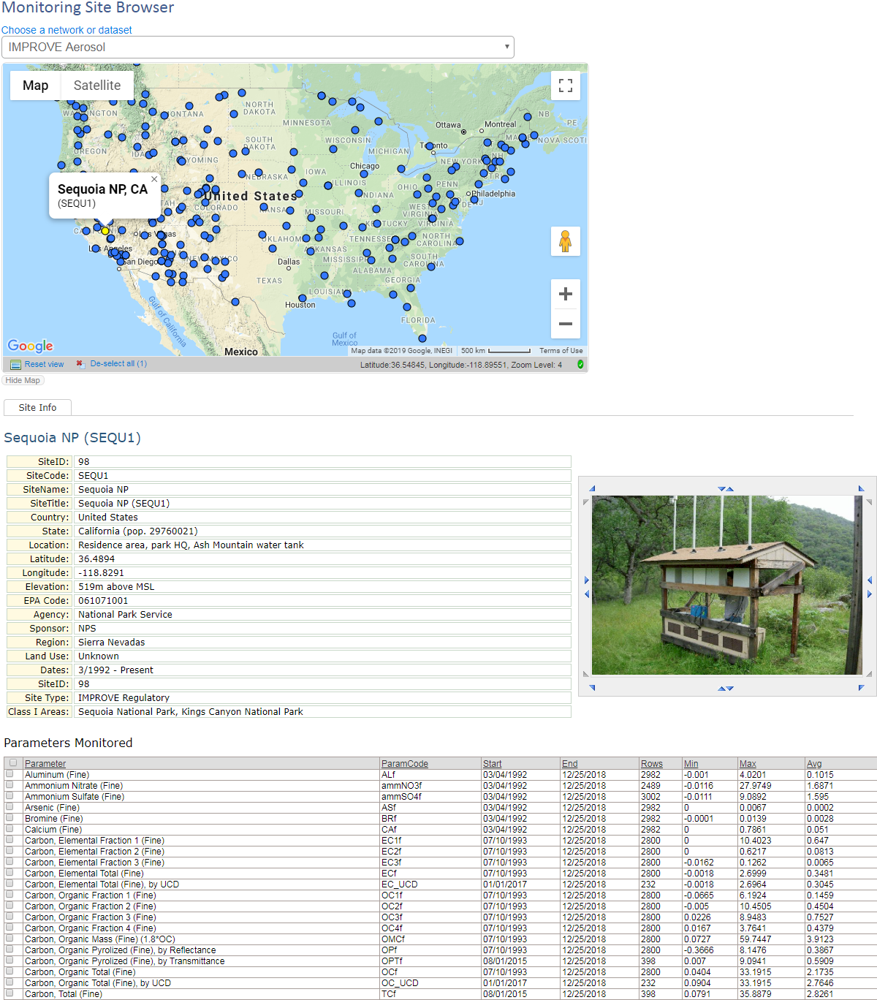 Monitoring Site Browser
Choose a network or dataset
IMPROVE Aerosol
Map Satellite
WASHINGTON
MONTANA
NORTH DAKOTA
MINNESOTA
Ottawa
Montreal
NB
PE
NOVA SCOTI
OREGON
SOUTH DAKOTA
WISCONSIN
MICHIGAN
Toronto
WYOMING
Chicago
NEW YORK
NH
NEBRASKA
IOWA
ILLINOIS
INDIANA
OHIO
PENN
Philadelphia
Sequoia NP, CA
(SEQU1)
United States
COLORADO
KANSAS
MISSOURI
WEST VIRGINIA
KENTUCKY
VIRGINIA
Las Vegas
OKLAHOMA
ARKANSAS
TENNESSEE
NORTH CAROLINA
Los Angeles
San Diego
NEW MEXICO
Dallas
MISSISSIPPI
ALABAMA
SOUTH CAROLINA
TEXAS
LOUISIANA
GEORGIA
Houston
FLORIDA
Gulf of California
Gulf of Mexico
Mexico
Google
Map data ©2019 Google, INEGI 500 km Terms of Use
Reset view De-select all (1) Latitude:36.54845, Longitude:-118.89551, Zoom Level: 4
Hide Map
Site Info
Sequoia NP (SEQU1)
SiteID: 98
SiteCode: SEQU1
SiteName: Sequoia NP
SiteTitle: Sequoia NP (SEQU1)
Country: United States
State: California (pop. 29760021)
Location: Residence area, park HQ, Ash Mountain water tank
Latitude: 36.4894
Longitude: -118.8291
Elevation: 519m above MSL
EPA Code: 061071001
Agency: National Park Service
Sponsor: NPS
Region: Sierra Nevadas
Land Use: Unknown
Dates: 3/1992 - Present
SiteID: 98
Site Type: IMPROVE Regulatory
Class I Areas: Sequoia National Park, Kings Canyon National Park
Parameters Monitored
Parameter ParamCode Start End Rows Min Max Avg
Aluminum (Fine) ALf 03/04/1992 12/25/2018 2982 -0.001 4.0201 0.1015
Ammonium Nitrate (Fine) ammNO3f 03/04/1992 12/25/2018 2489 -0.0116 27.9749 1.6871
Ammonium Sulfate (Fine) ammSO4f 03/04/1992 12/25/2018 3002 -0.0111 9.0892 1.595
Arsenic (Fine) ASf 03/04/1992 12/25/2018 2982 0 0.0067 0.0002
Bromine (Fine) BRf 03/04/1992 12/25/2018 2982 -0.0001 0.0139 0.0028
Calcium (Fine) CAf 03/04/1992 12/25/2018 2982 0 0.7861 0.051
Carbon, Elemental Fraction 1 (Fine) EC1f 07/10/1993 12/25/2018 2800 0 10.4023 0.647
Carbon, Elemental Fraction 2 (Fine) EC2f 07/10/1993 12/25/2018 2800 0 0.6217 0.0813
Carbon, Elemental Fraction 3 (Fine) EC3f 07/10/1993 12/25/2018 2800 -0.0162 0.1262 0.0065
Carbon, Elemental Total (Fine) ECf 07/10/1993 12/25/2018 2800 -0.0018 2.6999 0.3481
Carbon, Elemental Total (Fine), by UCD EC_UCD 01/01/2017 12/25/2018 232 -0.0018 2.6964 0.3045
Carbon, Organic Fraction 1 (Fine) OC1f 07/10/1993 12/25/2018 2800 -0.0665 6.1924 0.1459
Carbon, Organic Fraction 2 (Fine) OC2f 07/10/1993 12/25/2018 2800 -0.005 10.4505 0.4504
Carbon, Organic Fraction 3 (Fine) OC3f 07/10/1993 12/25/2018 2800 0.0226 8.9483 0.7527
Carbon, Organic Fraction 4 (Fine) OC4f 07/10/1993 12/25/2018 2800 0.0167 3.7641 0.4379
Carbon, Organic Mass (Fine) (1.8*OC) OMCf 07/10/1993 12/25/2018 2800 0.0727 59.7447 3.9123
Carbon, Organic Pyrolized (Fine), by Reflectance OPf 07/10/1993 12/25/2018 2800 -0.3666 8.1476 0.3867
Carbon, Organic Pyrolized (Fine), by Transmittance OPTf 08/01/2015 12/25/2018 398 0.007 9.0941 0.5909
Carbon, Organic Total (Fine) OCf 07/10/1993 12/25/2018 2800 0.0404 33.1915 2.1735
Carbon, Organic Total (Fine), by UCD OC_UCD 01/01/2017 12/25/2018 232 0.0904 33.1915 2.7646
Carbon, Total (Fine) TCf 08/01/2015 12/25/2018 398 0.0791 35.8879 2.8261